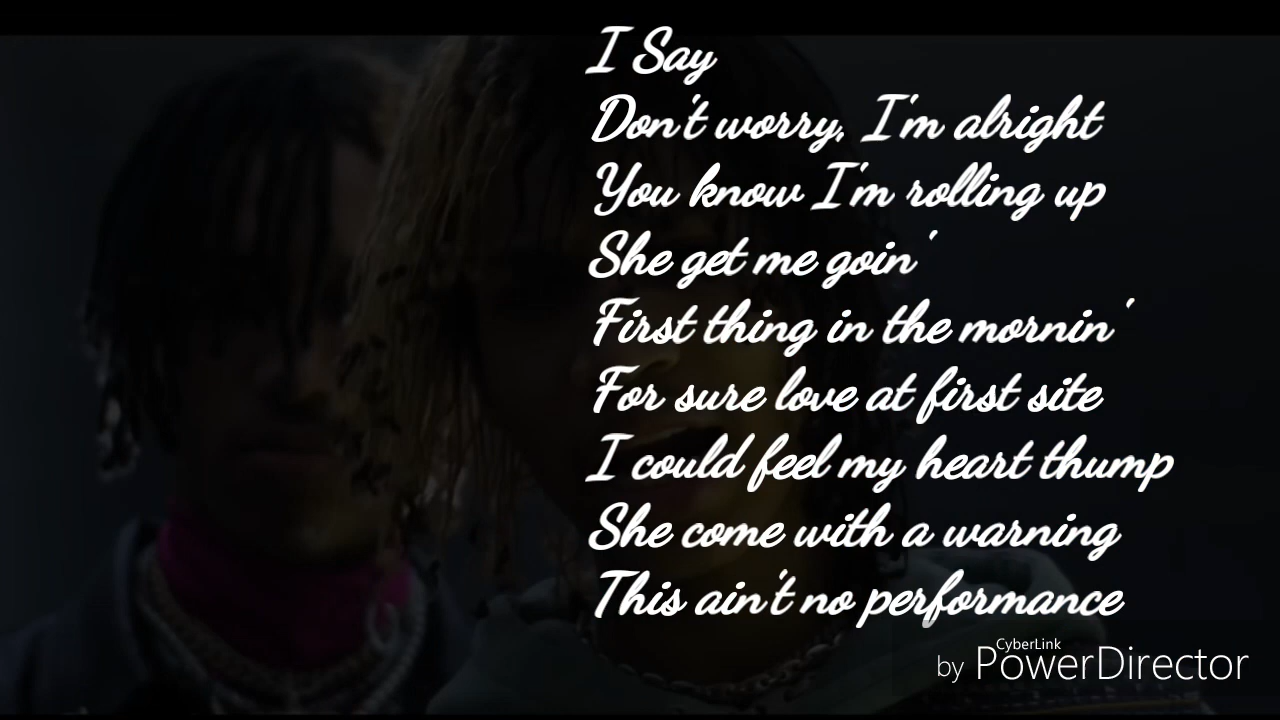 I Say
Don't worry, I'm alright
You know I'm rolling up
She get me goin'
First thing in the mornin'
For sure love at first site
I could feel my heart thump
She come with a warning
This ain't no performance
by CyberLink PowerDirector